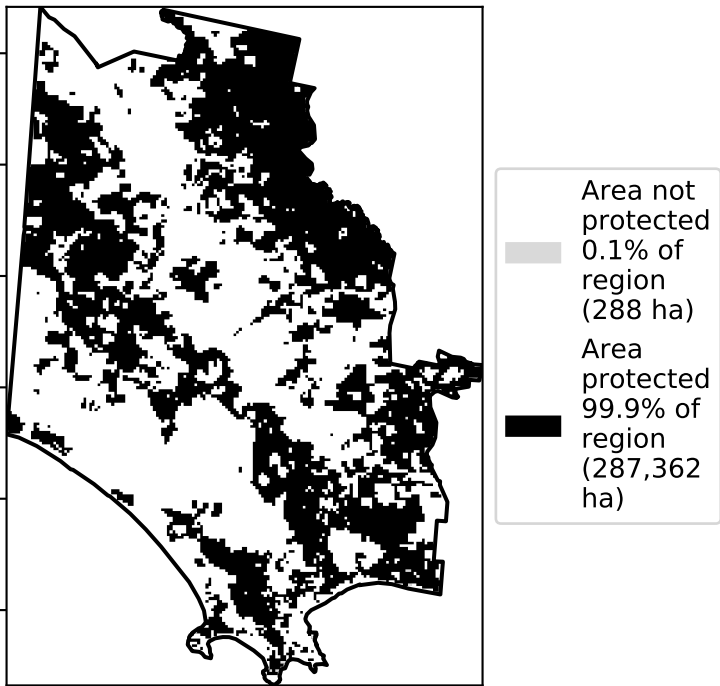 Area not
protected
0.1% of
region
(288 ha)
Area
protected
99.9% of
region
(287,362
ha)